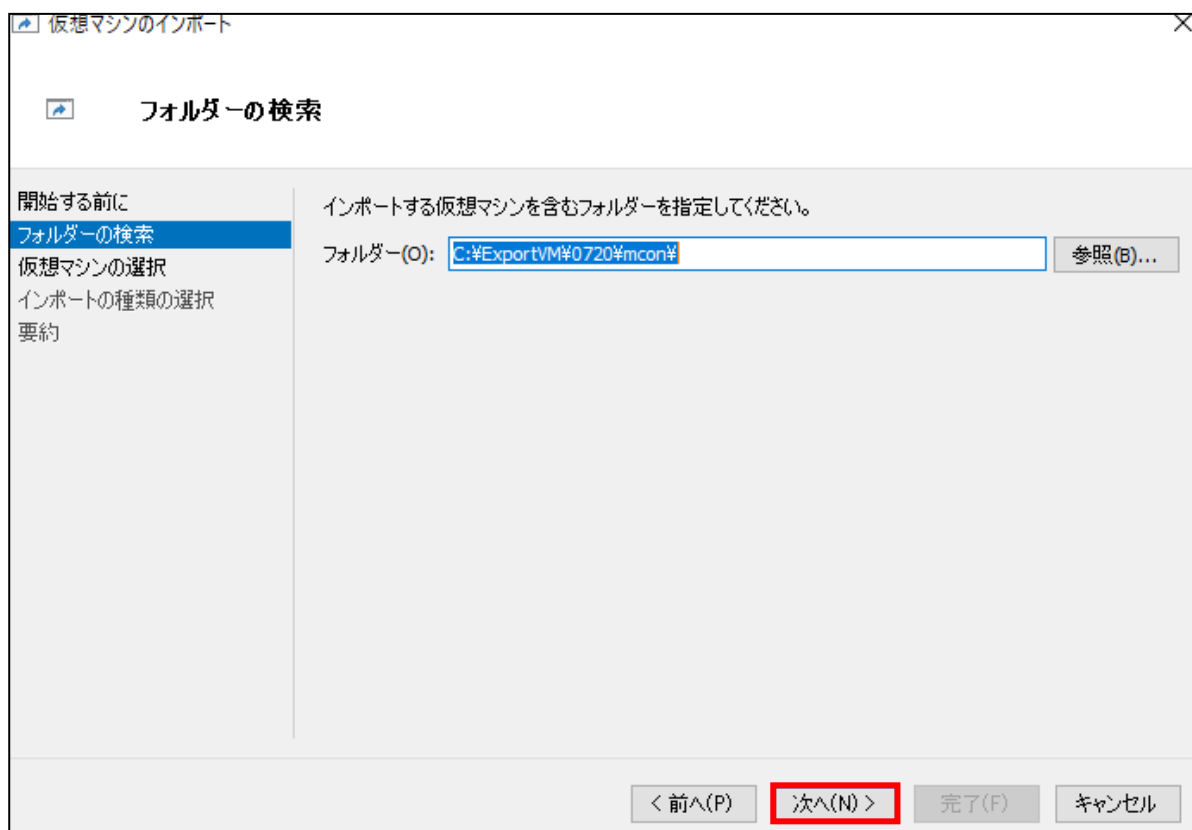 仮想マシンのインポート
フォルダーの検索
開始する前に
フォルダーの検索
仮想マシンの選択
インポートの種類の選択
要約
インポートする仮想マシンを含むフォルダーを指定してください。
フォルダー(O): C:¥ExportVM¥0720¥mcon¥ 参照(B)...
< 前へ(P) 次へ(N) > 完了(F) キャンセル